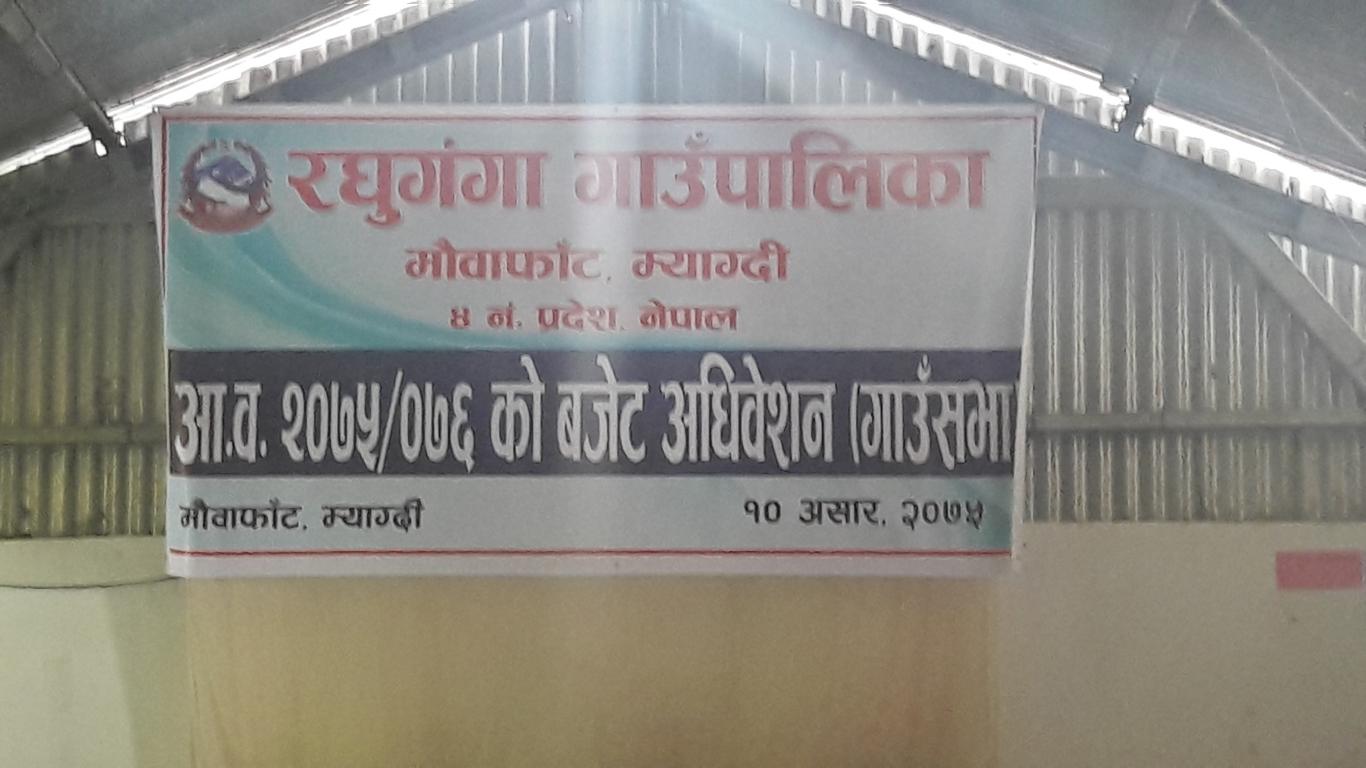 रघुगंगा गाउँपालिका
मौवाफाँट, म्याग्दी
४ नं. प्रदेश, नेपाल
आ.व. २०७५/०७६ को बजेट अधिवेशन (गाउँसभा)
मौवाफाँट, म्याग्दी
१० असार, २०७५